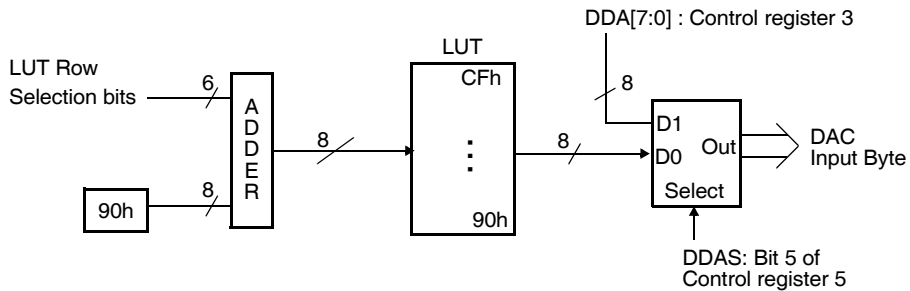 DDA[7:0] : Control register 3
LUT
LUT Row
Selection bits
6
ADDER
8
CFh
⋮
90h
8
8
D1
D0
Out
Select
DAC
Input Byte
8
90h
8
DDAS: Bit 5 of
Control register 5